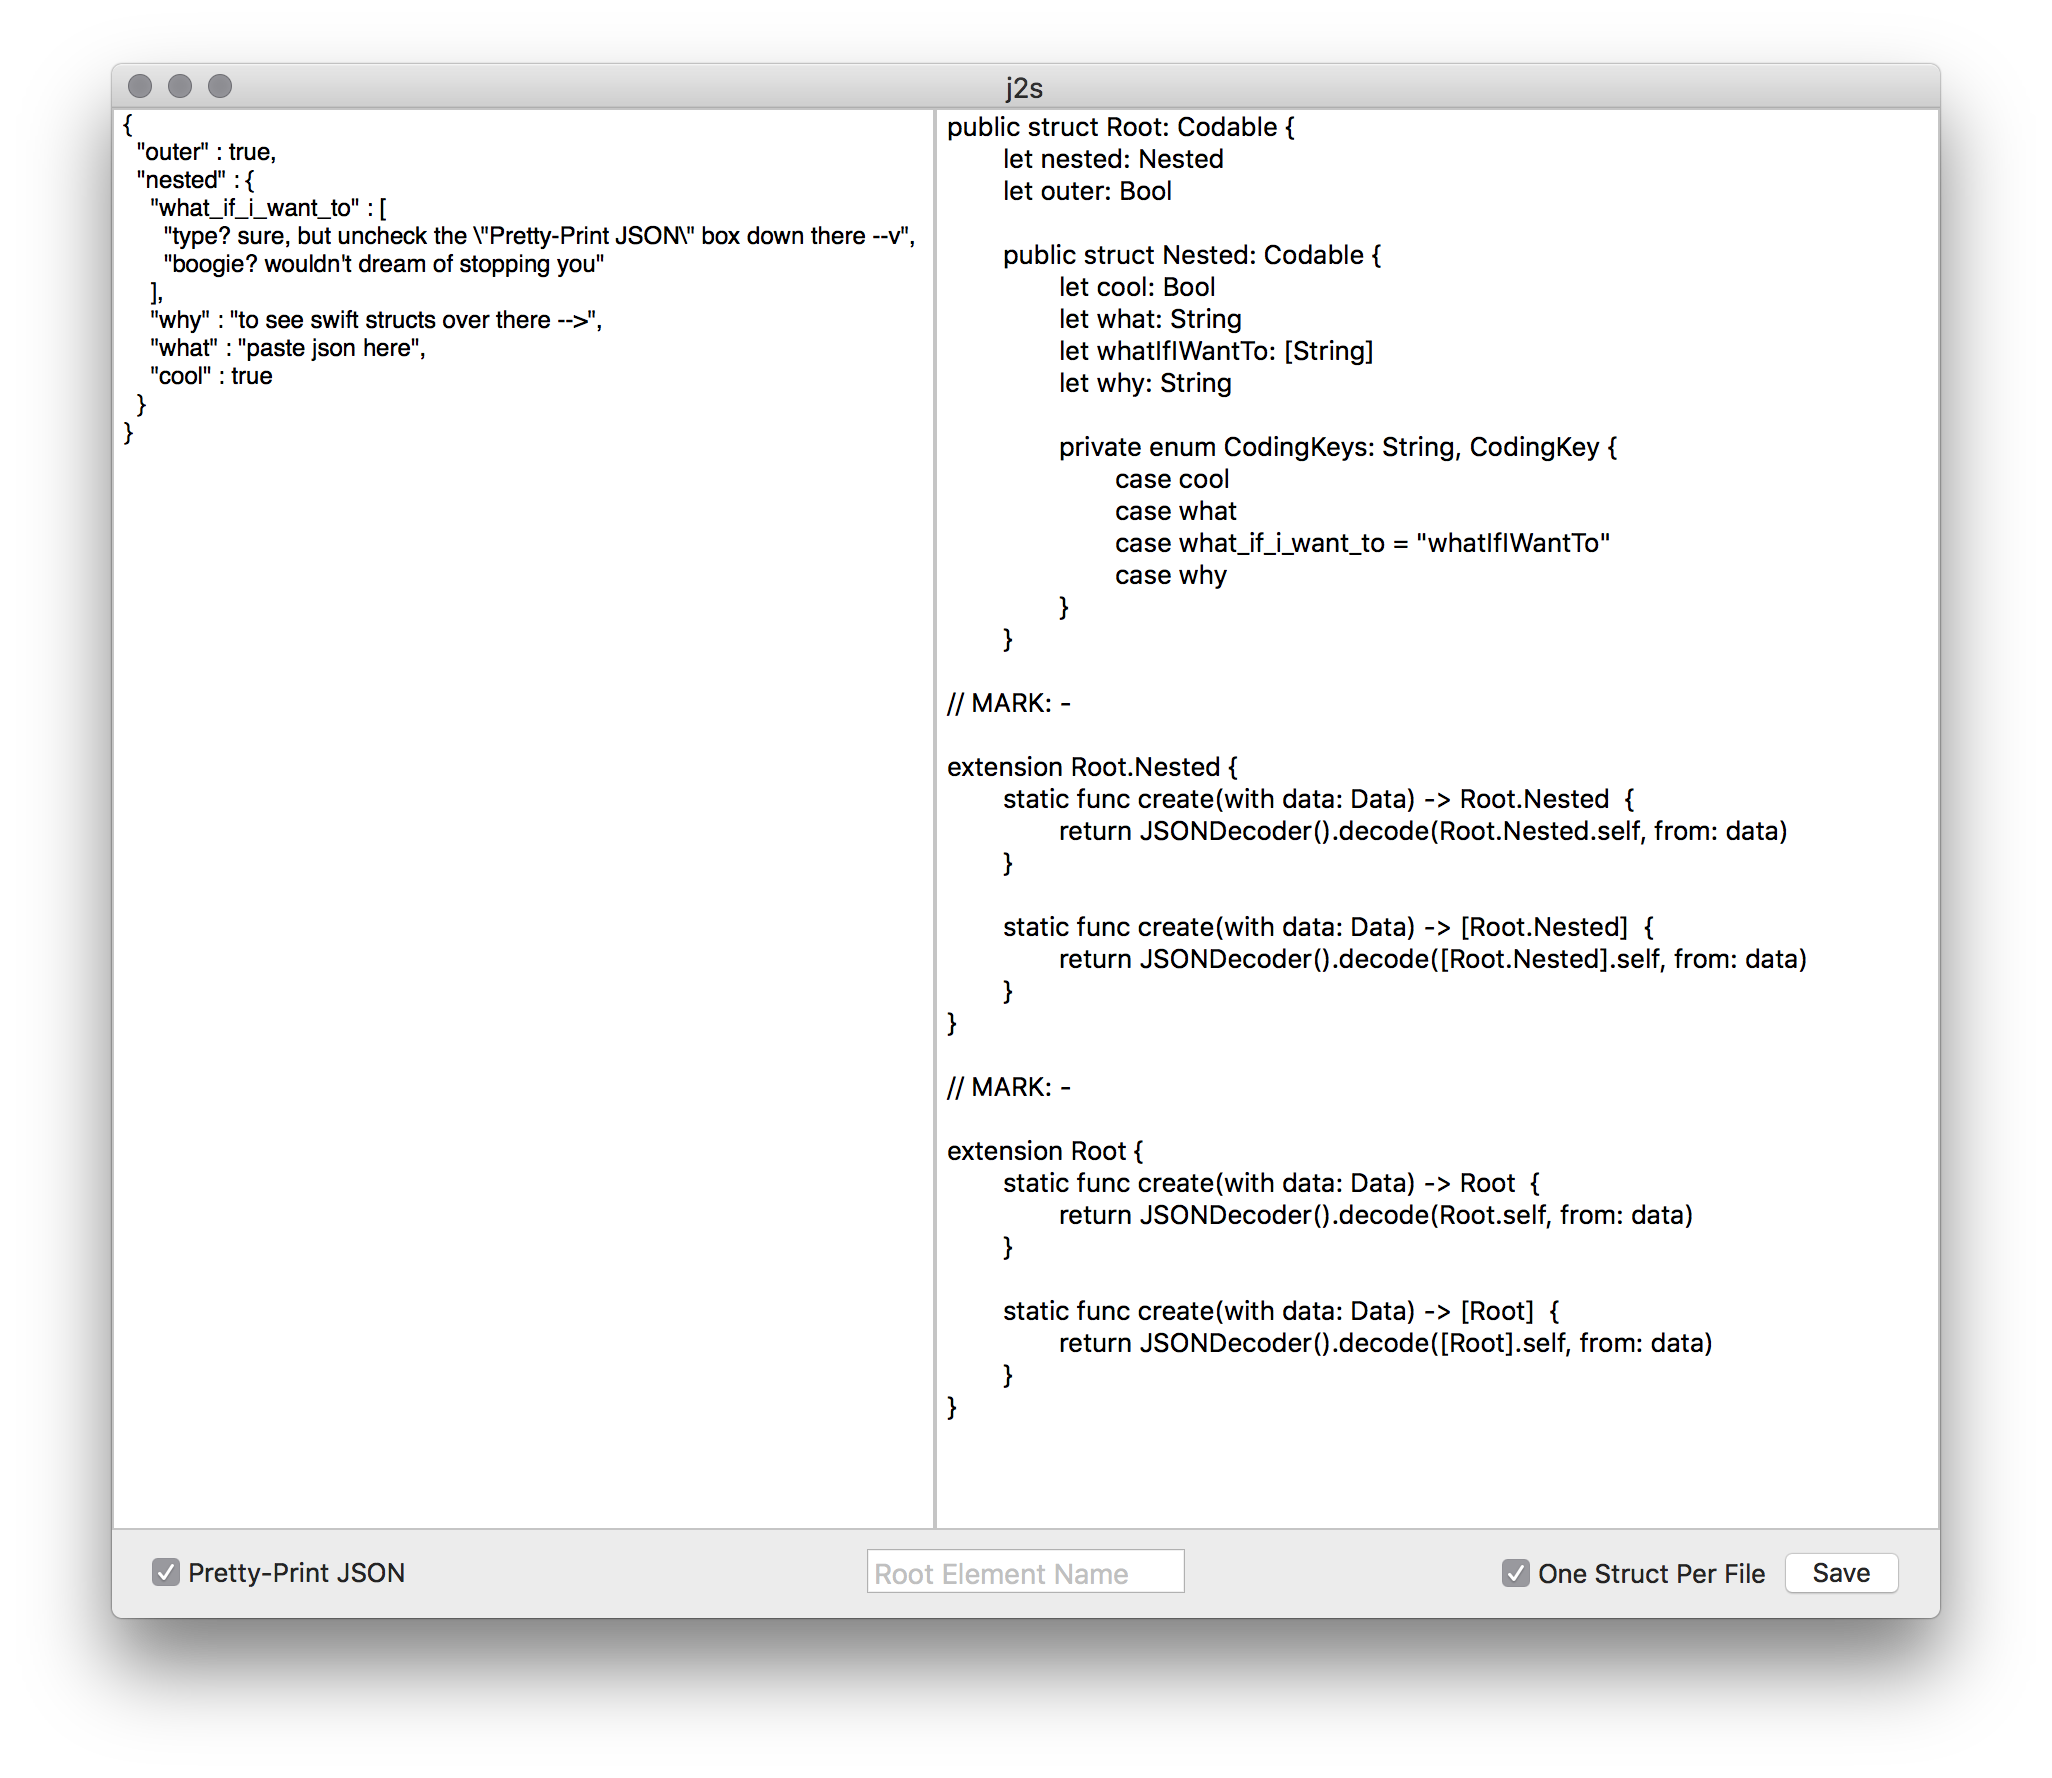 j2s
{
  "outer" : true,
  "nested" : {
    "what_if_i_want_to" : [
      "type? sure, but uncheck the \"Pretty-Print JSON\" box down there --v",
      "boogie? wouldn't dream of stopping you"
    ],
    "why" : "to see swift structs over there -->",
    "what" : "paste json here",
    "cool" : true
  }
}
public struct Root: Codable {
	let nested: Nested
	let outer: Bool

	public struct Nested: Codable {
		let cool: Bool
		let what: String
		let whatIfIWantTo: [String]
		let why: String

		private enum CodingKeys: String, CodingKey {
			case cool
			case what
			case what_if_i_want_to = "whatIfIWantTo"
			case why
		}
	}

// MARK: -

extension Root.Nested {
	static func create(with data: Data) -> Root.Nested  {
		return JSONDecoder().decode(Root.Nested.self, from: data)
	}

	static func create(with data: Data) -> [Root.Nested]  {
		return JSONDecoder().decode([Root.Nested].self, from: data)
	}
}

// MARK: -

extension Root {
	static func create(with data: Data) -> Root  {
		return JSONDecoder().decode(Root.self, from: data)
	}

	static func create(with data: Data) -> [Root]  {
		return JSONDecoder().decode([Root].self, from: data)
	}
}
Pretty-Print JSON
Root Element Name
One Struct Per File
Save